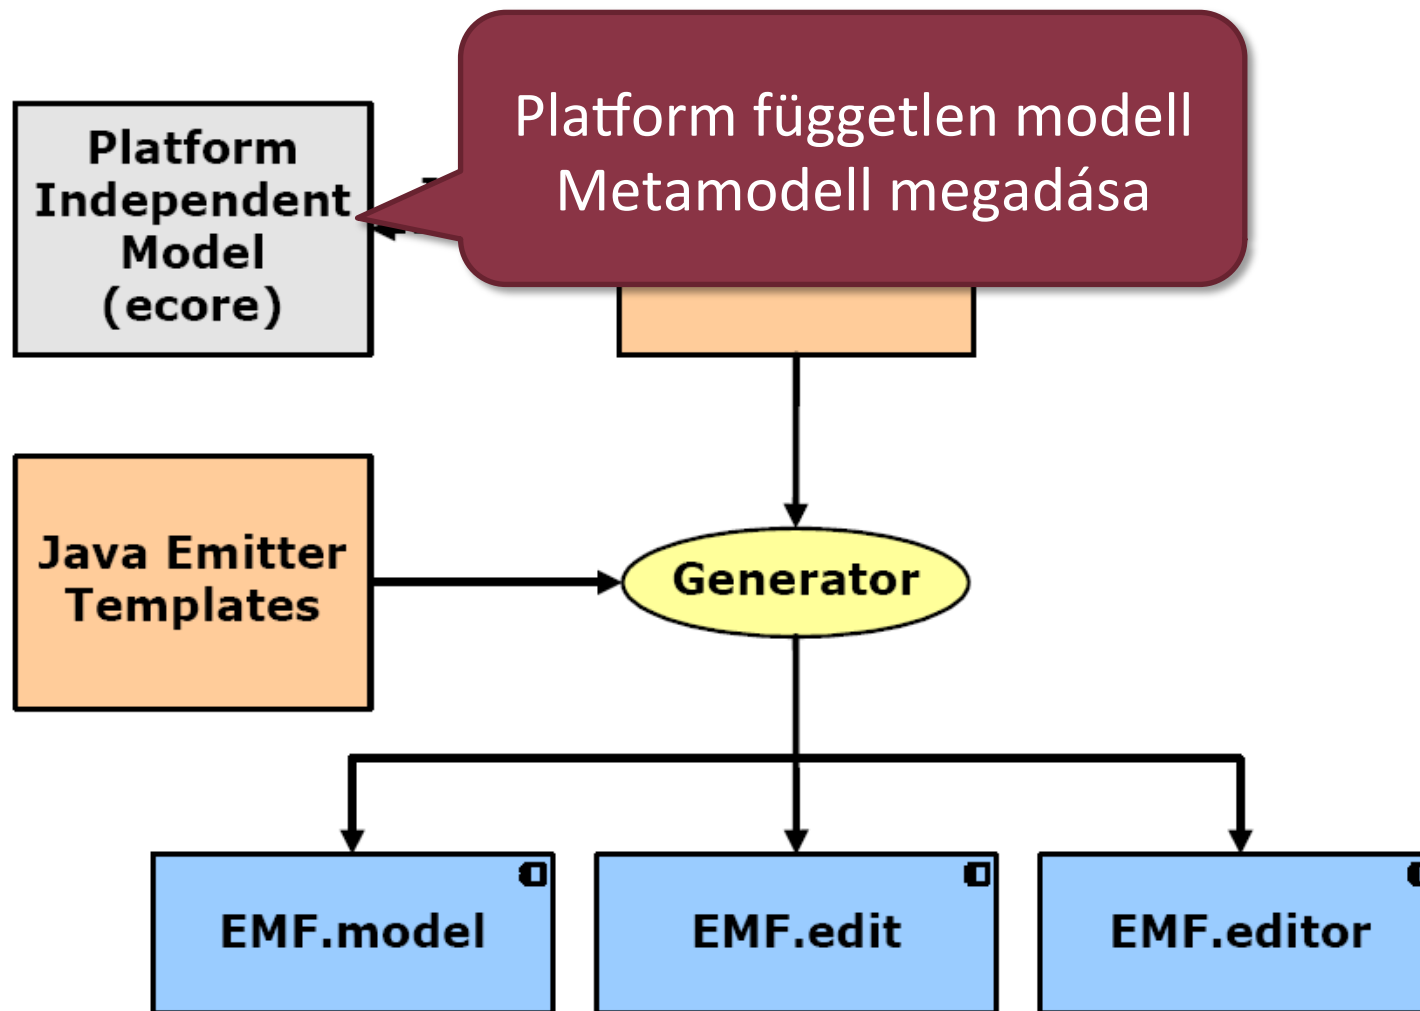 Platform független modell
Metamodell megadása
Platform
Independent
Model
(ecore)
Java Emitter
Templates
Generator
EMF.model
EMF.edit
EMF.editor